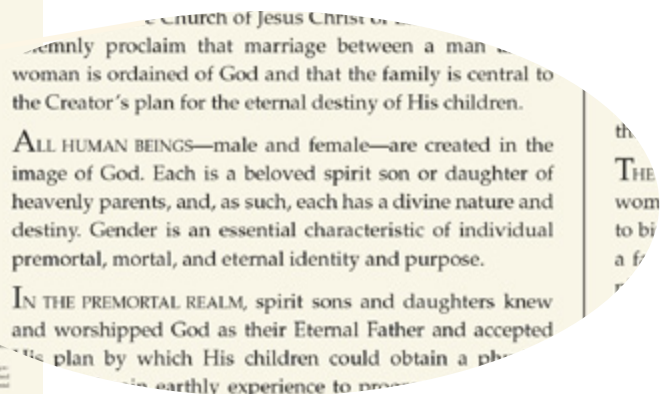 Church of Jesus Christ
proclaim that marriage between a man
woman is ordained of God and that the family is central to
the Creator's plan for the eternal destiny of His children.
ALL HUMAN BEINGS—male and female—are created in the
image of God. Each is a beloved spirit son or daughter of
heavenly parents, and, as such, each has a divine nature and
destiny. Gender is an essential characteristic of individual
premortal, mortal, and eternal identity and purpose.
IN THE PREMORTAL REALM, spirit sons and daughters knew
and worshipped God as their Eternal Father and accepted
His plan by which His children could obtain a
earthly experience to
THE
to
a